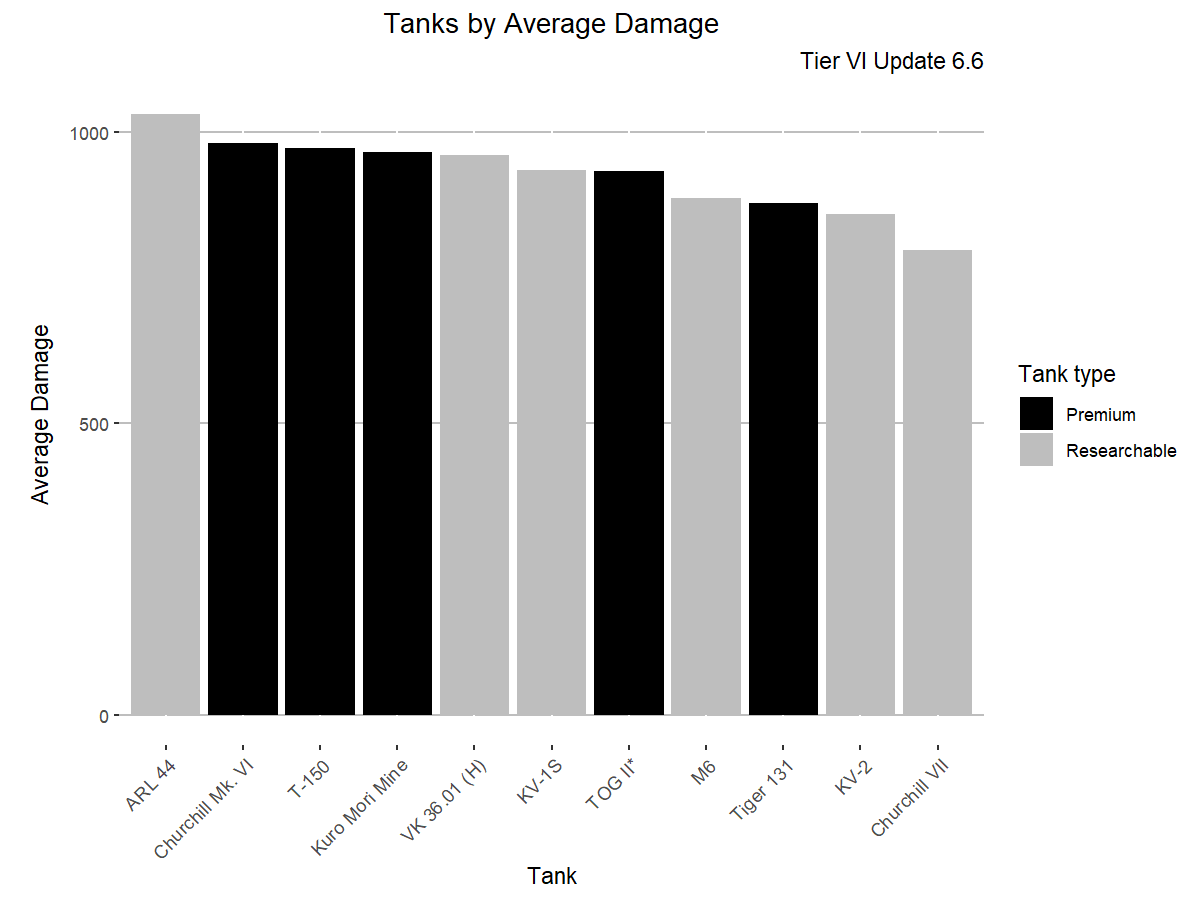 Tanks by Average Damage
Tier VI Update 6.6
Average Damage
1000
500
0
ARL 44
Churchill Mk. VI
T-150
Kuro Mori Mine
VK 36.01 (H)
KV-1S
TOG II*
M6
Tiger 131
KV-2
Churchill VII
Tank
Tank type
Premium
Researchable